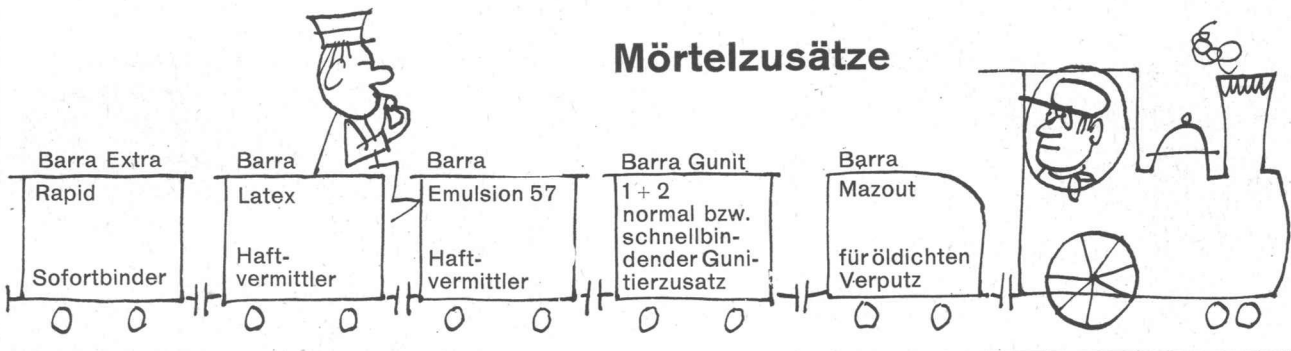 Mörtelzusätze
Barra Extra
Rapid
Sofortbinder
Barra
Latex
Haft-
vermittler
Barra
Emulsion 57
Haft-
vermittler
Barra Gunit
1 + 2
normal bzw.
schnellbin-
dender Guni-
tierzusatz
Barra
Mazout
für öldichten
Verputz